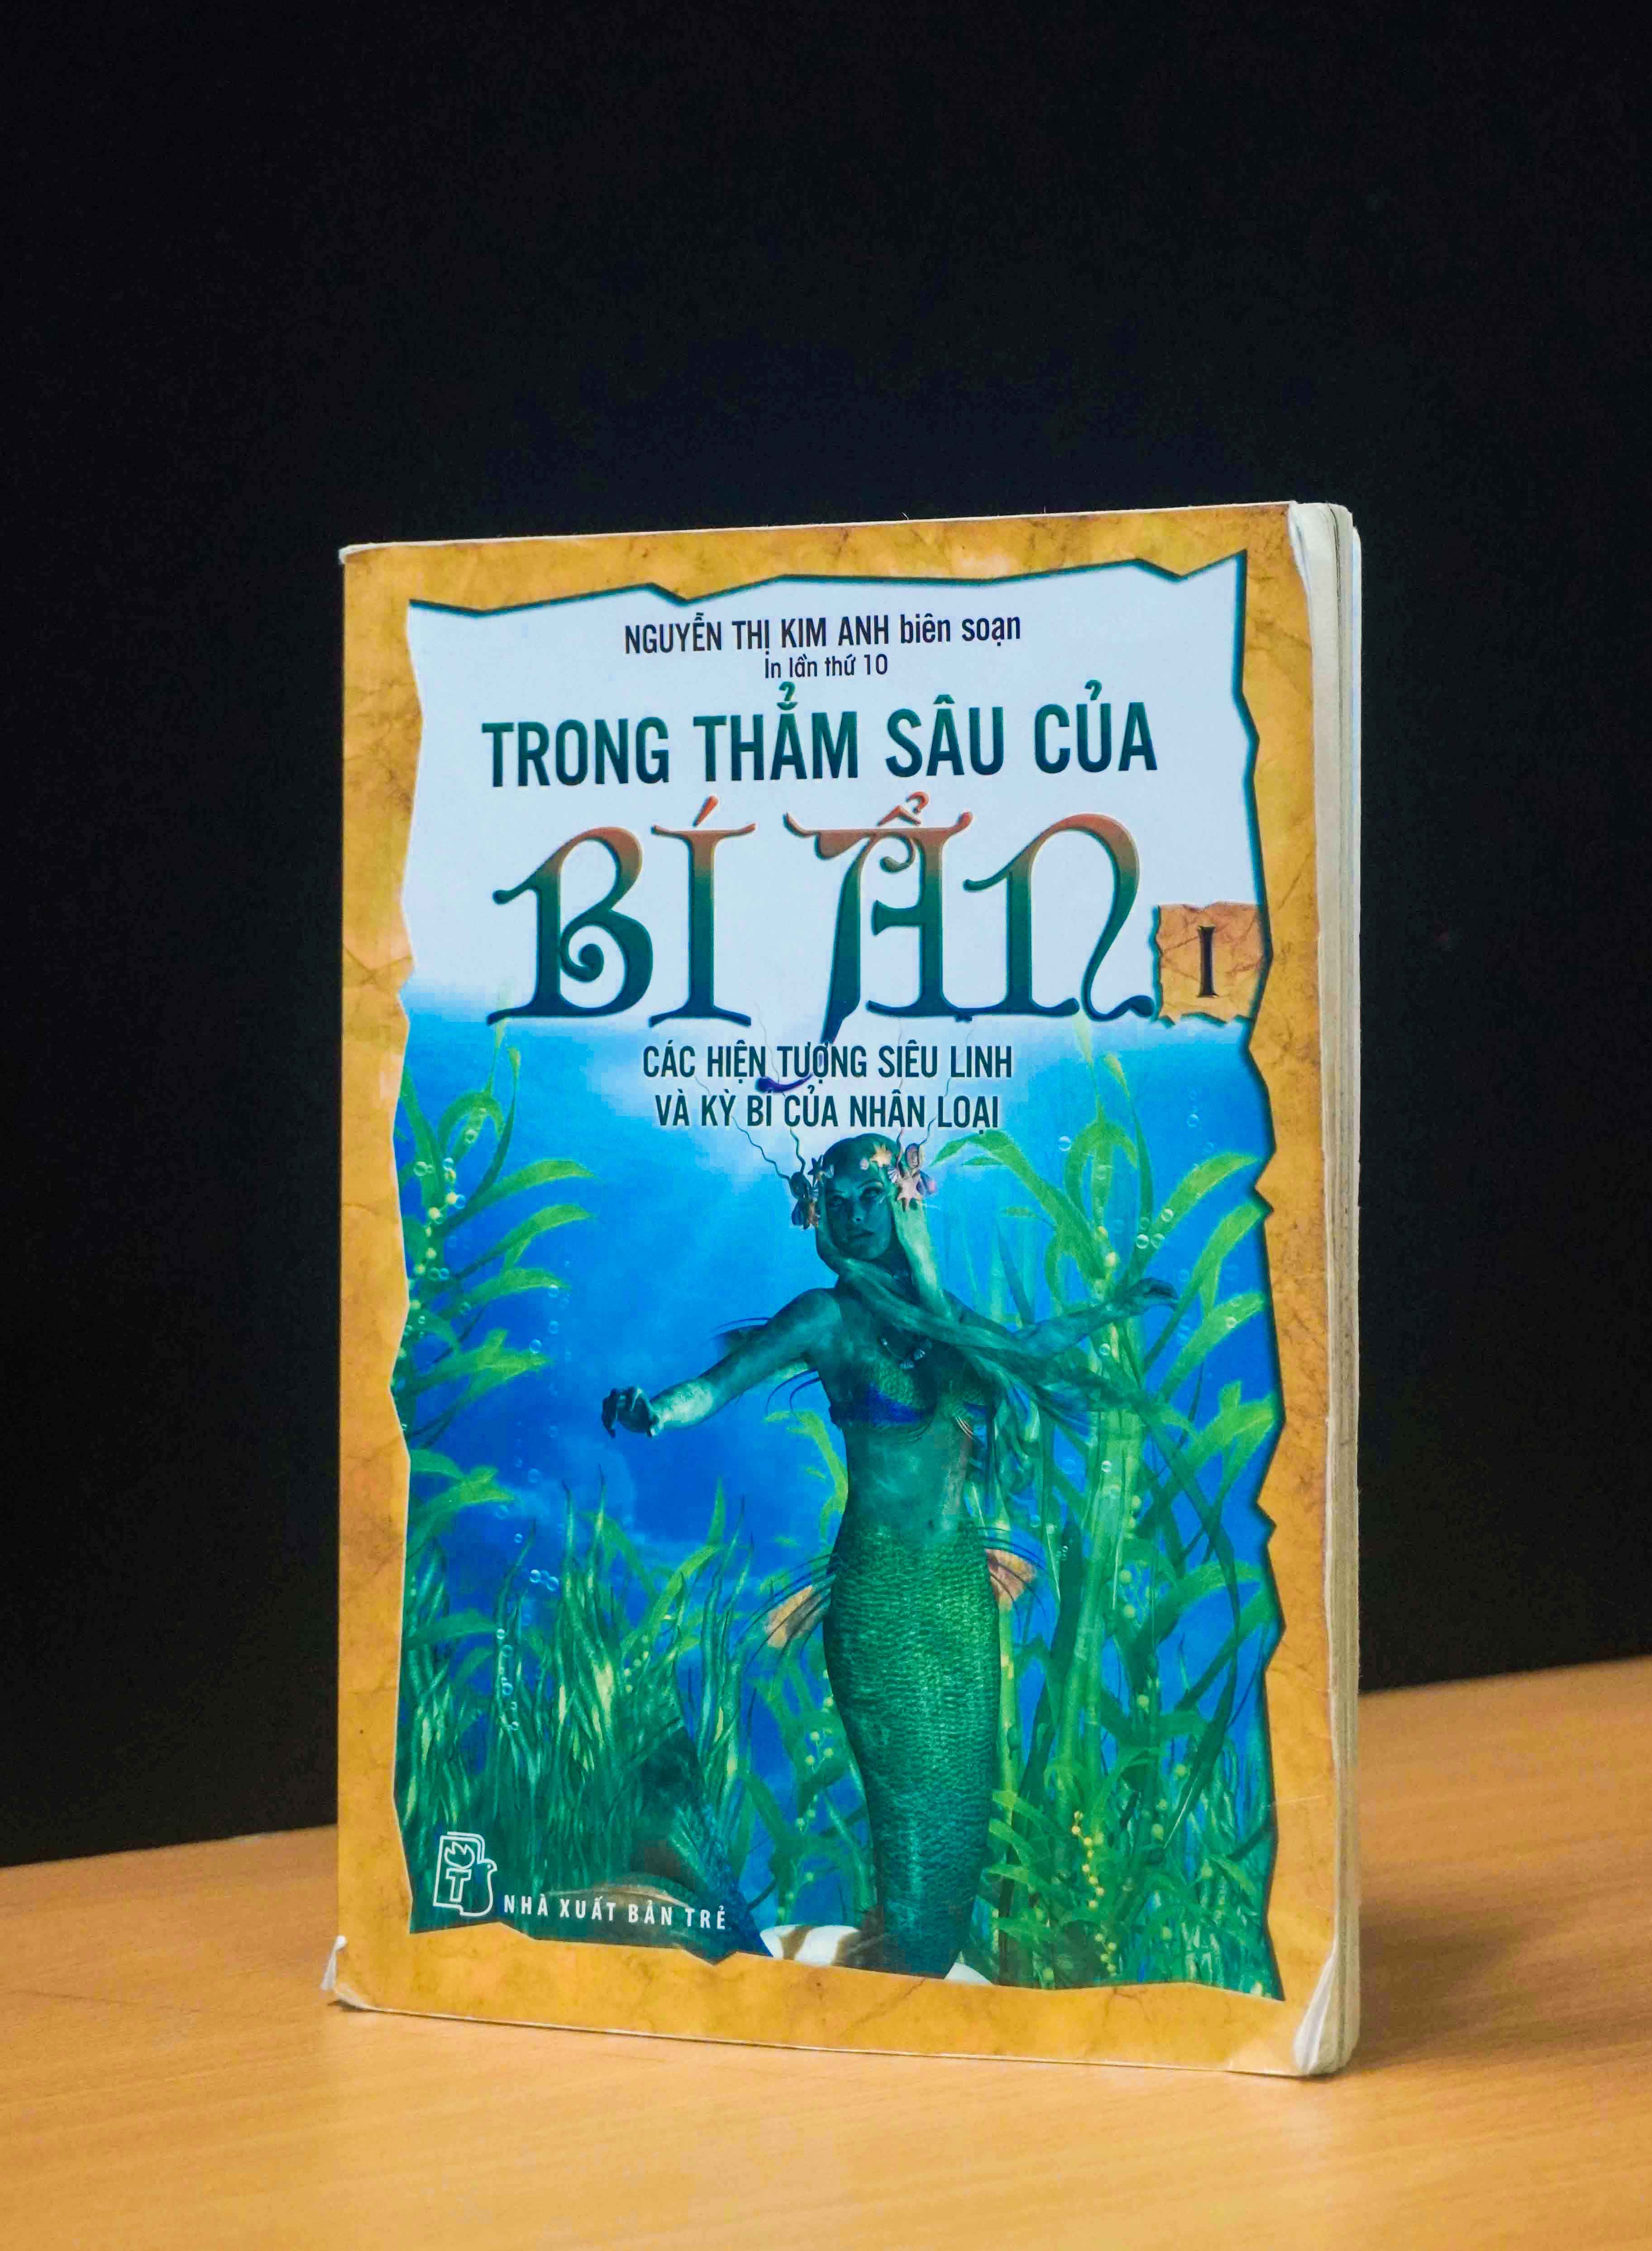 NGUYỄN THỊ KIM ANH biên soạn
In lần thứ 10
TRONG THẲM SÂU CỦA
BÍ ẨN
I
CÁC HIỆN TƯỢNG SIÊU LINH
VÀ KỲ BÍ CỦA NHÂN LOẠI
T
NHÀ XUẤT BẢN TRẺ